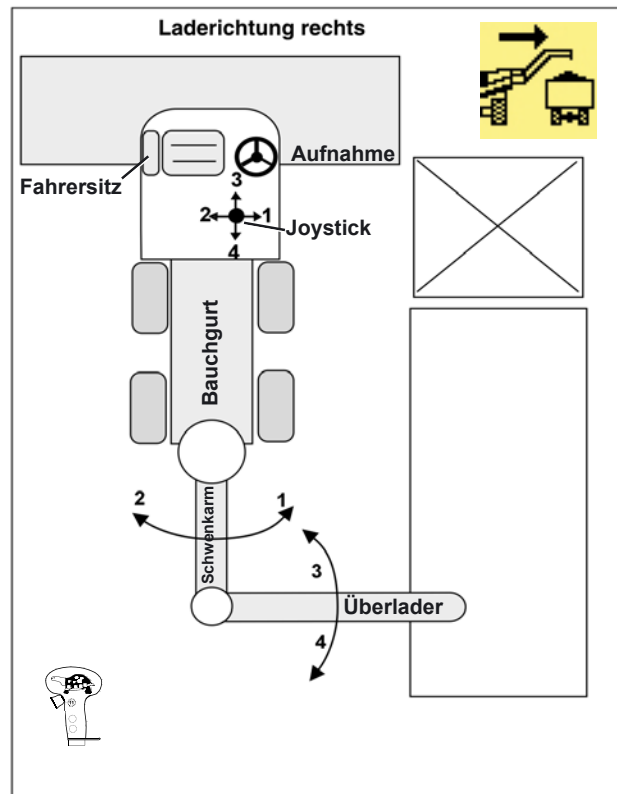 Laderichtung rechts
Aufnahme
Fahrersitz
3
2
1
Joystick
4
Bauchgurt
2
1
Schwenkarm
3
Überlader
4